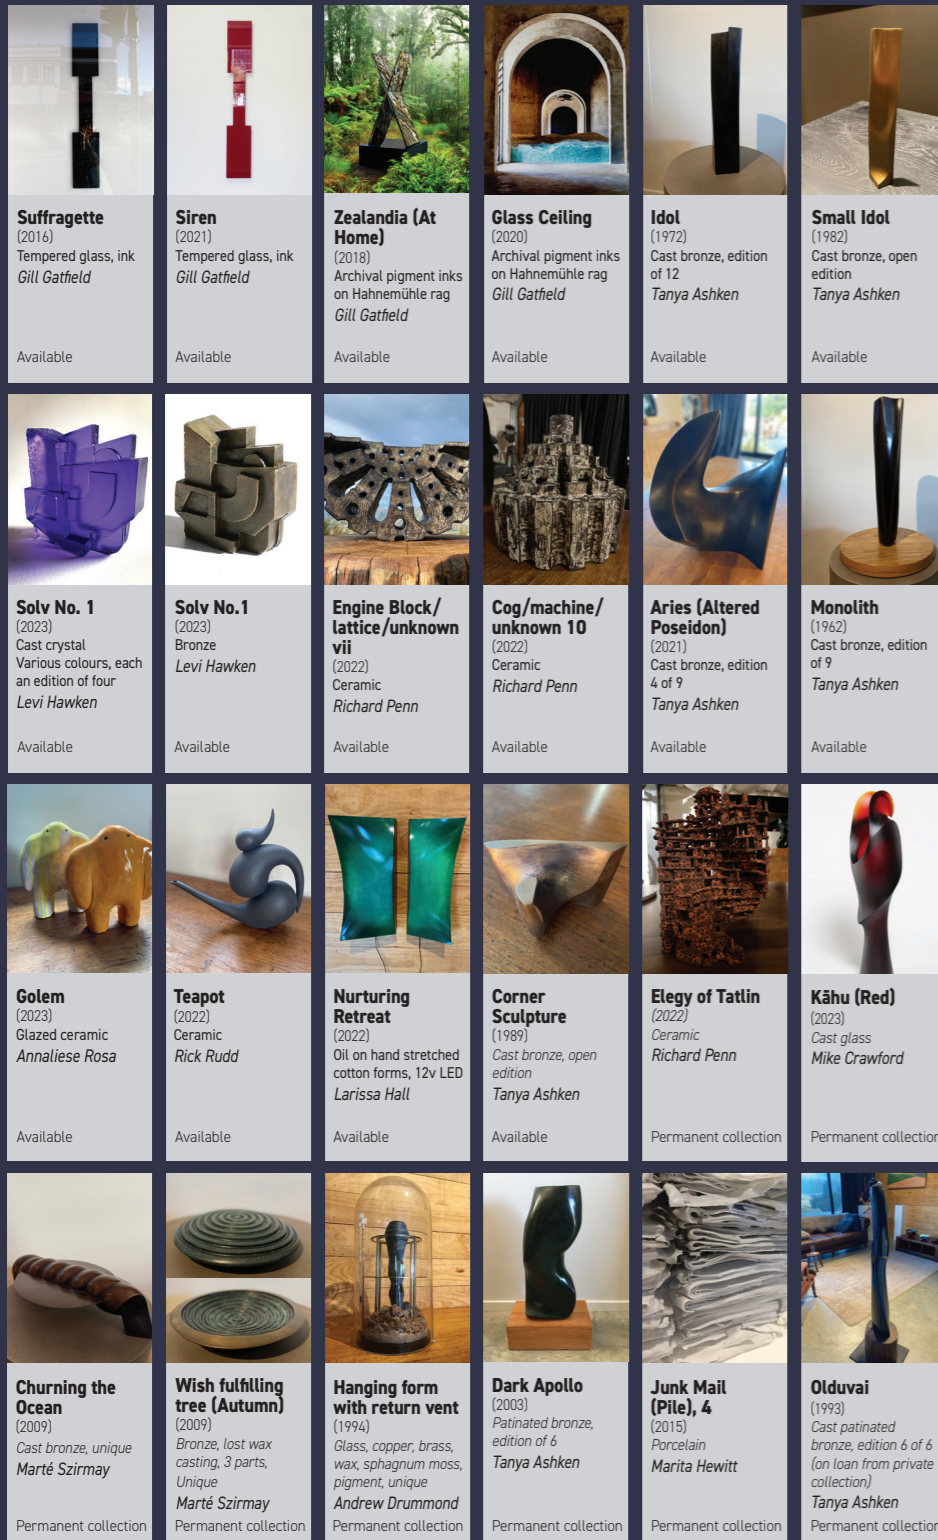 Suffragette
(2016)
Tempered glass, ink
Gill Gatfield
Available
Siren
(2021)
Tempered glass, ink
Gill Gatfield
Available
Zealandia (At
Home)
(2018)
Archival pigment inks
on Hahnemühle rag
Gill Gatfield
Available
Glass Ceiling
(2020)
Archival pigment inks
on Hahnemühle rag
Gill Gatfield
Available
Idol
(1972)
Cast bronze, edition
of 12
Tanya Ashken
Available
Small Idol
(1982)
Cast bronze, open
edition
Tanya Ashken
Available
Solv No. 1
(2023)
Cast crystal
Various colours, each
an edition of four
Levi Hawken
Available
Solv No.1
(2023)
Bronze
Levi Hawken
Available
Engine Block/
lattice/unknown
vii
(2022)
Ceramic
Richard Penn
Available
Cog/machine/
unknown 10
(2022)
Ceramic
Richard Penn
Available
Aries (Altered
Poseidon)
(2021)
Cast bronze, edition
4 of 9
Tanya Ashken
Available
Monolith
(1962)
Cast bronze, edition
of 9
Tanya Ashken
Available
Golem
(2023)
Glazed ceramic
Annaliese Rosa
Available
Teapot
(2022)
Ceramic
Rick Rudd
Available
Nurturing
Retreat
(2022)
Oil on hand stretched
cotton forms, 12v LED
Larissa Hall
Available
Corner
Sculpture
(1989)
Cast bronze, open
edition
Tanya Ashken
Available
Elegy of Tatlin
(2022)
Ceramic
Richard Penn
Permanent collection
Kāhu (Red)
(2023)
Cast glass
Mike Crawford
Permanent collection
Churning the
Ocean
(2009)
Cast bronze, unique
Marté Szirmay
Permanent collection
Wish fulfilling
tree (Autumn)
(2009)
Bronze, lost wax
casting, 3 parts,
Unique
Marté Szirmay
Permanent collection
Hanging form
with return vent
(1994)
Glass, copper, brass,
wax, sphagnum moss,
pigment, unique
Andrew Drummond
Permanent collection
Dark Apollo
(2003)
Patinated bronze,
edition of 6
Tanya Ashken
Permanent collection
Junk Mail
(Pile), 4
(2015)
Porcelain
Marita Hewitt
Permanent collection
Olduvai
(1993)
Cast patinated
bronze, edition 6 of 6
(on loan from private
collection)
Tanya Ashken
Permanent collection